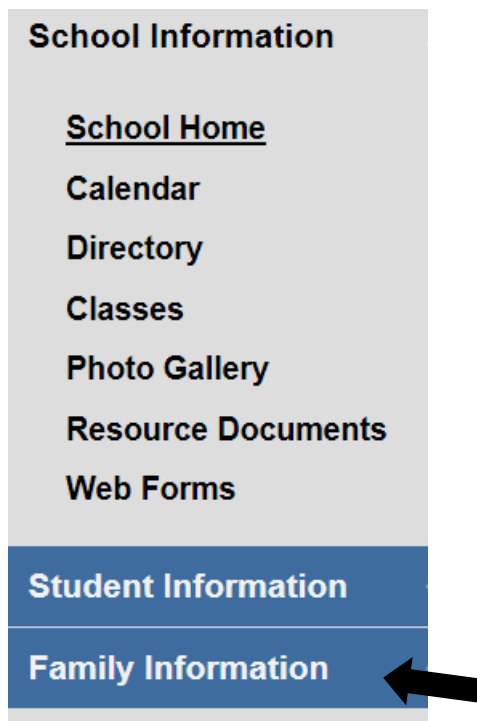 School Information
School Home
Calendar
Directory
Classes
Photo Gallery
Resource Documents
Web Forms
Student Information
Family Information